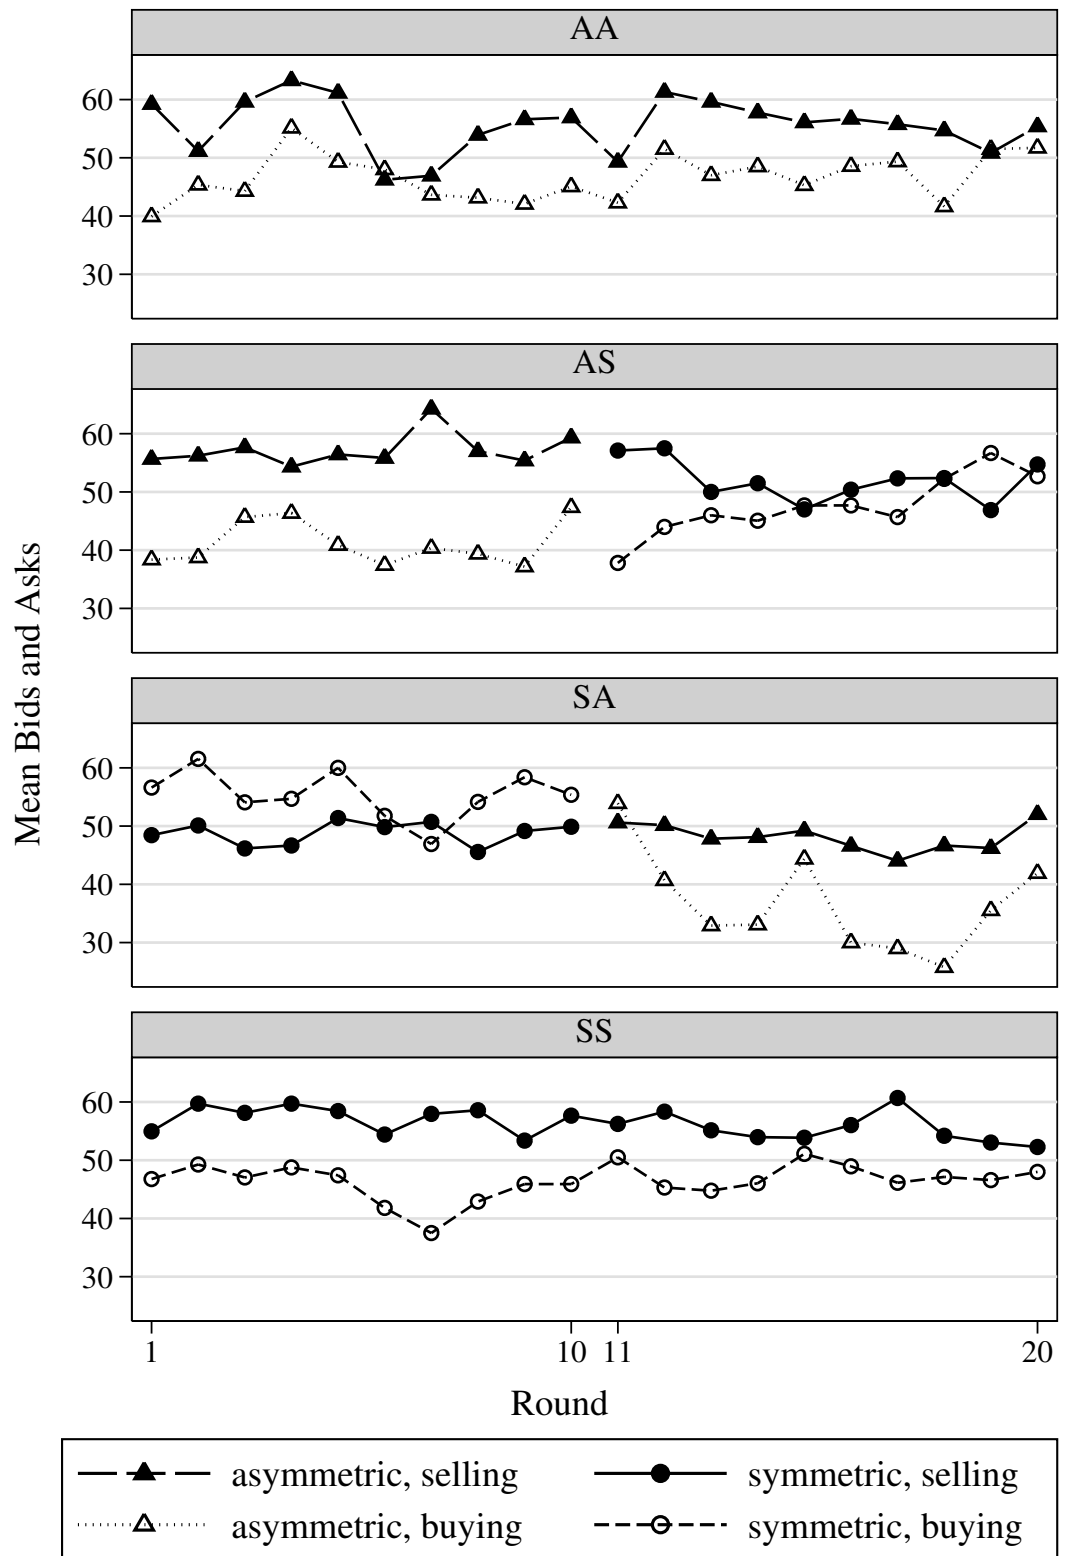 AA
60
50
40
30
AS
60
50
40
30
Mean Bids and Asks
SA
60
50
40
30
SS
60
50
40
30
1 10 11 20
Round
asymmetric, selling symmetric, selling
asymmetric, buying symmetric, buying